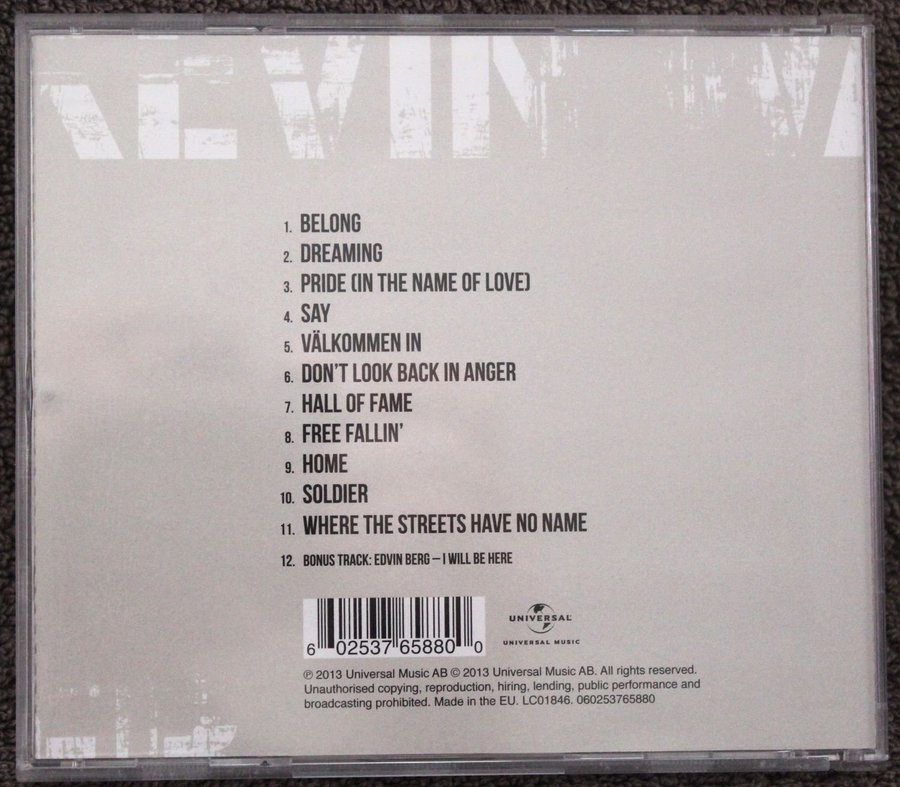 KEVIN
1. BELONG
2. DREAMING
3. PRIDE (IN THE NAME OF LOVE)
4. SAY
5. VÄLKOMMEN IN
6. DON'T LOOK BACK IN ANGER
7. HALL OF FAME
8. FREE FALLIN'
9. HOME
10. SOLDIER
11. WHERE THE STREETS HAVE NO NAME
12. BONUS TRACK: EDVIN BERG – I WILL BE HERE
6 02537 65880 0
UNIVERSAL
UNIVERSAL MUSIC
℗ 2013 Universal Music AB © 2013 Universal Music AB. All rights reserved.
Unauthorised copying, reproduction, hiring, lending, public performance and
broadcasting prohibited. Made in the EU. LC01846. 060253765880